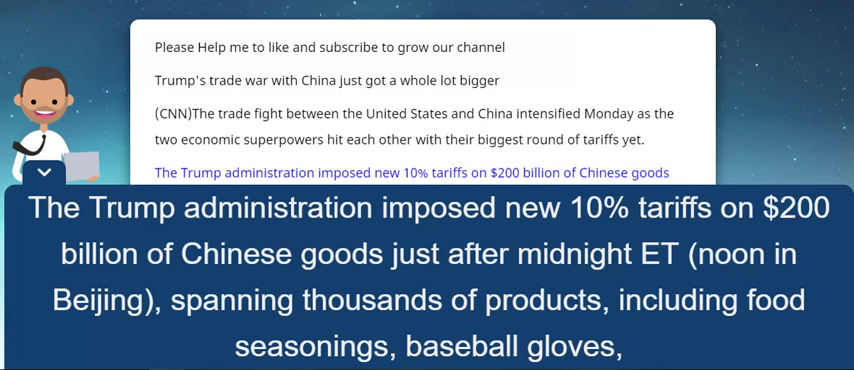 Please Help me to like and subscribe to grow our channel
Trump's trade war with China just got a whole lot bigger
(CNN)The trade fight between the United States and China intensified Monday as the
two economic superpowers hit each other with their biggest round of tariffs yet.
The Trump administration imposed new 10% tariffs on $200 billion of Chinese goods
The Trump administration imposed new 10% tariffs on $200
billion of Chinese goods just after midnight ET (noon in
Beijing), spanning thousands of products, including food
seasonings, baseball gloves,